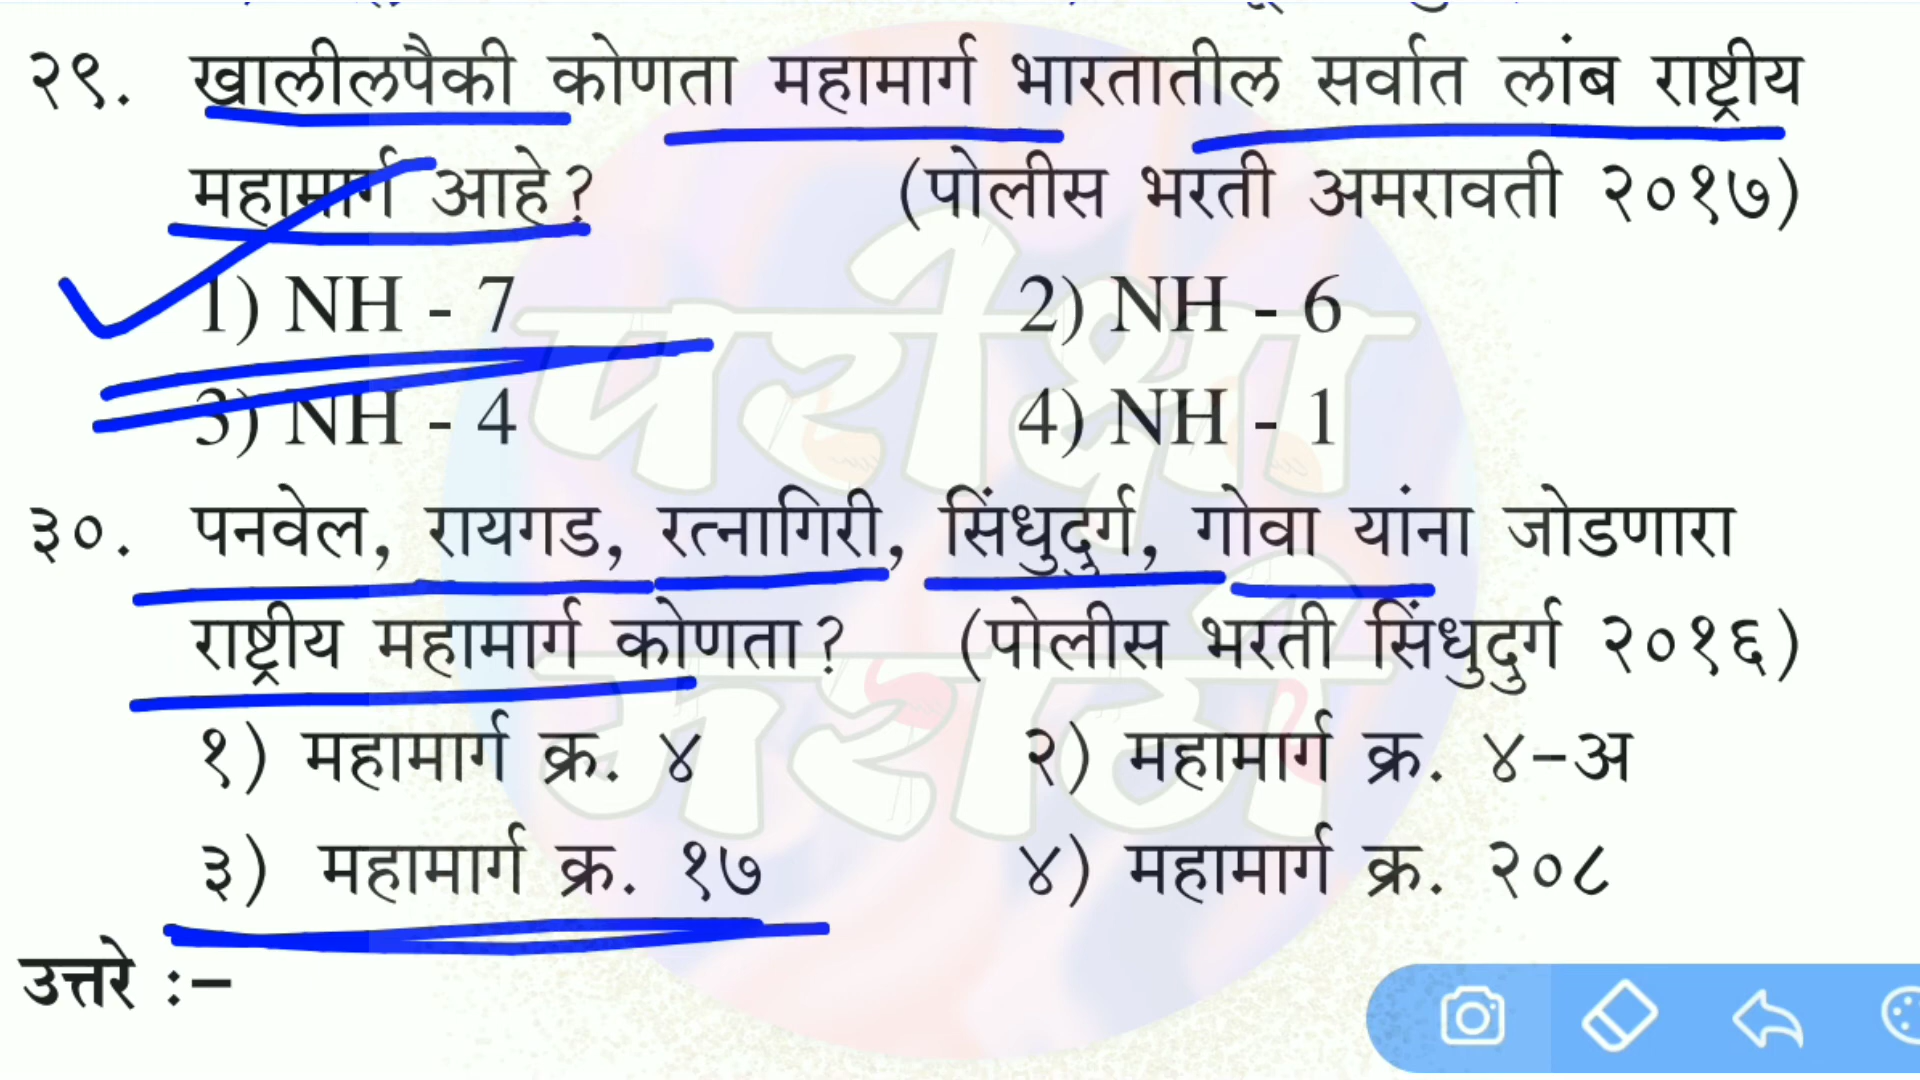 २९. खालीलपैकी कोणता महामार्ग भारतातील सर्वात लांब राष्ट्रीय
महामार्ग आहे? (पोलीस भरती अमरावती २०१७)
1) NH - 7 2) NH - 6
3) NH - 4 4) NH - 1
३०. पनवेल, रायगड, रत्नागिरी, सिंधुदुर्ग, गोवा यांना जोडणारा
राष्ट्रीय महामार्ग कोणता? (पोलीस भरती सिंधुदुर्ग २०१६)
१) महामार्ग क्र. ४ २) महामार्ग क्र. ४-अ
३) महामार्ग क्र. १७ ४) महामार्ग क्र. २०८
उत्तरे :-
परीक्षा
मराठी